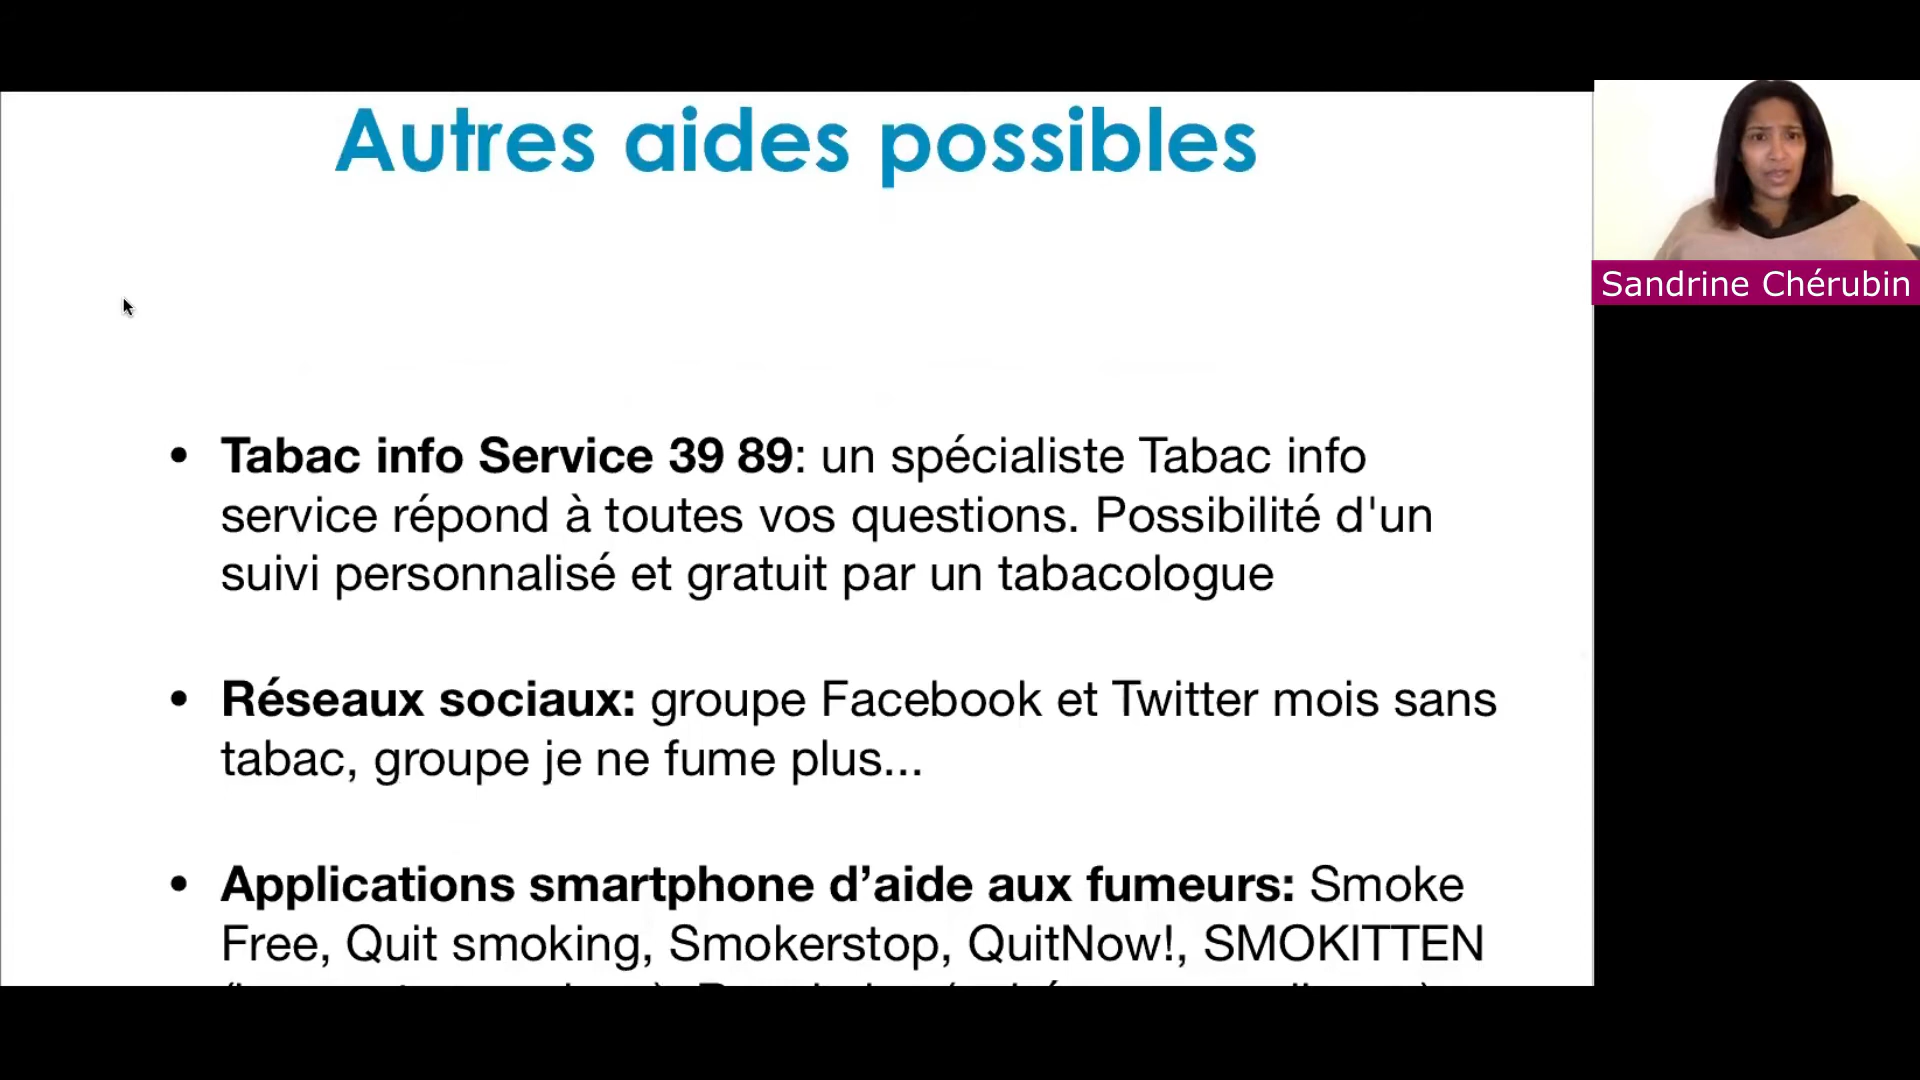 Autres aides possibles
Sandrine Chérubin
• Tabac info Service 39 89: un spécialiste Tabac info
service répond à toutes vos questions. Possibilité d'un
suivi personnalisé et gratuit par un tabacologue
• Réseaux sociaux: groupe Facebook et Twitter mois sans
tabac, groupe je ne fume plus...
• Applications smartphone d’aide aux fumeurs: Smoke
Free, Quit smoking, Smokerstop, QuitNow!, SMOKITTEN